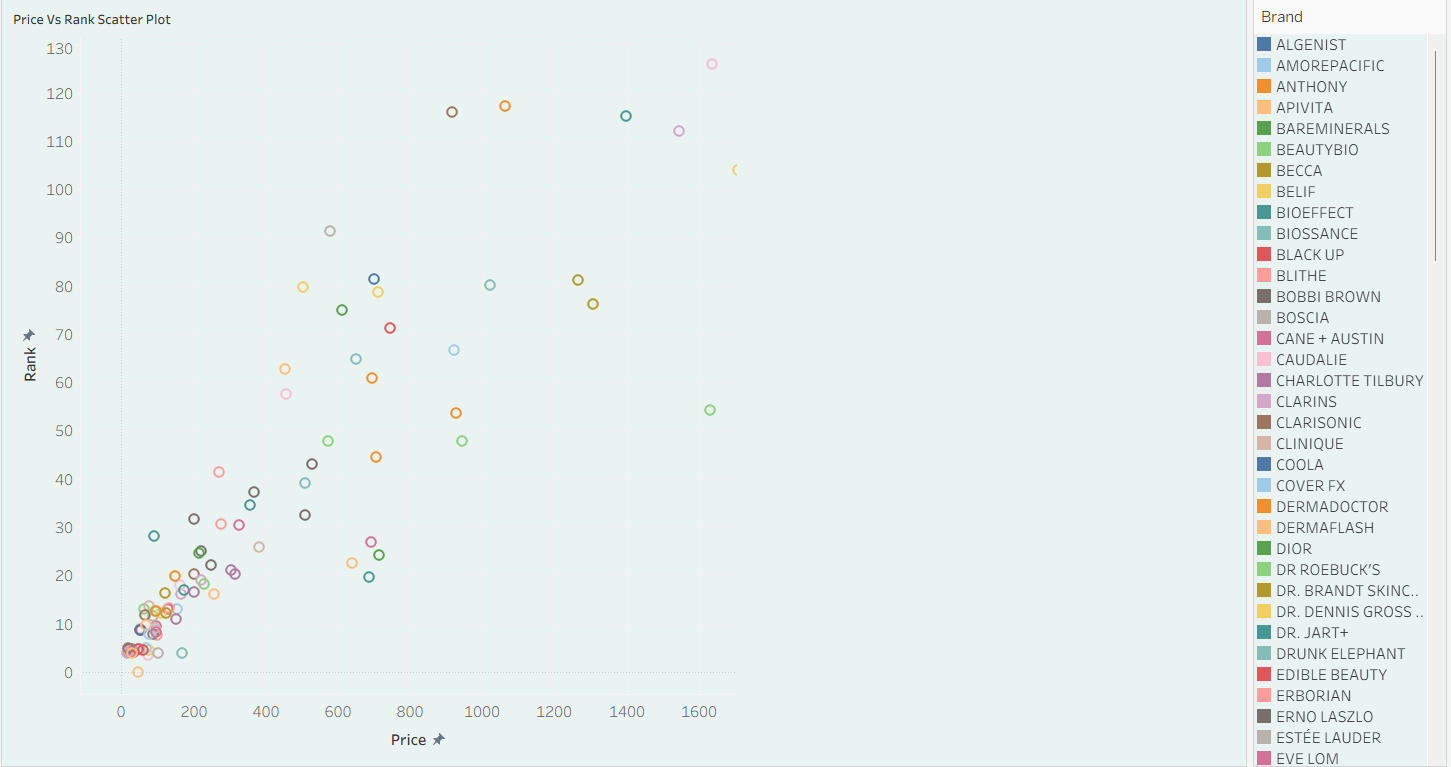 Price Vs Rank Scatter Plot
130
120
110
100
90
80
70
60
50
40
30
20
10
0
Rank
0 200 400 600 800 1000 1200 1400 1600
Price
Brand
ALGENIST
AMOREPACIFIC
ANTHONY
APIVITA
BAREMINERALS
BEAUTYBIO
BECCA
BELIF
BIOEFFECT
BIOSSANCE
BLACK UP
BLITHE
BOBBI BROWN
BOSCIA
CANE + AUSTIN
CAUDALIE
CHARLOTTE TILBURY
CLARINS
CLARISONIC
CLINIQUE
COOLA
COVER FX
DERMADOCTOR
DERMAFLASH
DIOR
DR ROEBUCK'S
DR. BRANDT SKINC..
DR. DENNIS GROSS ..
DR. JART+
DRUNK ELEPHANT
EDIBLE BEAUTY
ERBORIAN
ERNO LASZLO
ESTÉE LAUDER
EVE LOM